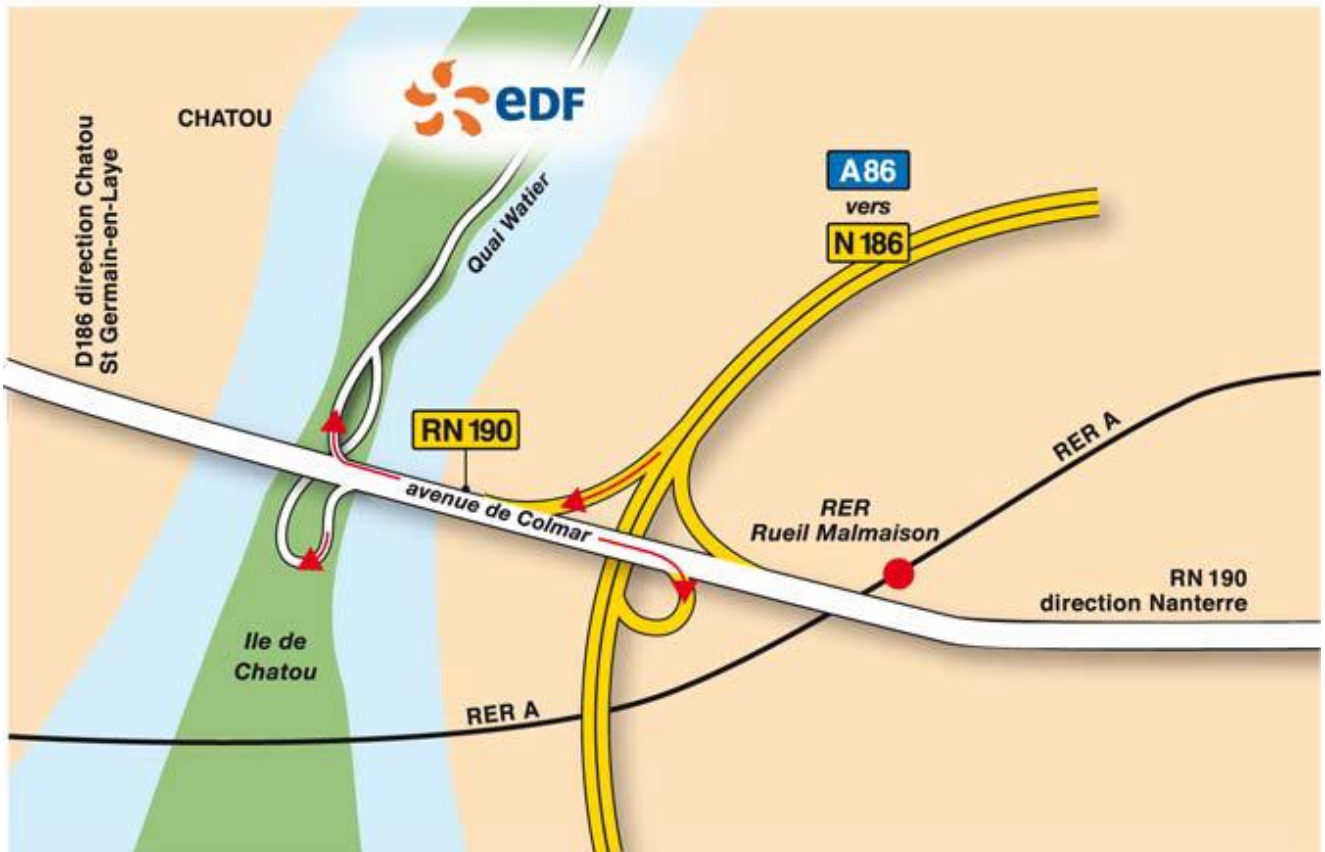 eDF
CHATOU
D186 direction Chatou
St Germain-en-Laye
Quai Watier
A86
vers
N 186
RN 190
avenue de Colmar
RER A
RER
Rueil Malmaison
RN 190
direction Nanterre
Ile de
Chatou
RER A